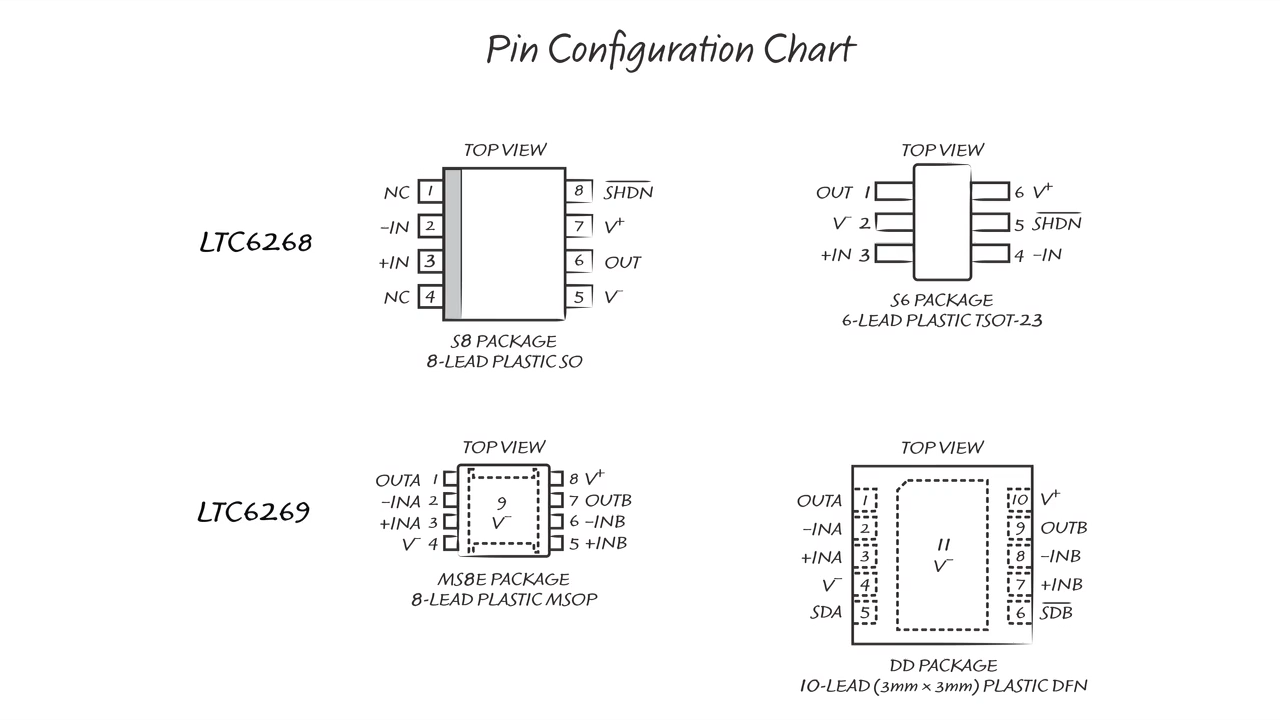 Pin Configuration Chart
LTC6268
TOP VIEW
NC 1
-IN 2
+IN 3
NC 4
8 S̅H̅D̅N̅
7 V⁺
6 OUT
5 V⁻
S8 PACKAGE
8-LEAD PLASTIC SO
TOP VIEW
OUT 1
V⁻ 2
+IN 3
6 V⁺
5 S̅H̅D̅N̅
4 -IN
S6 PACKAGE
6-LEAD PLASTIC TSOT-23
LTC6269
TOP VIEW
OUTA 1
-INA 2
+INA 3
V⁻ 4
9
V⁻
8 V⁺
7 OUTB
6 -INB
5 +INB
MS8E PACKAGE
8-LEAD PLASTIC MSOP
TOP VIEW
OUTA 1
-INA 2
+INA 3
V⁻ 4
SDA 5
11
V⁻
10 V⁺
9 OUTB
8 -INB
7 +INB
6 S̅D̅B̅
DD PACKAGE
10-LEAD (3mm × 3mm) PLASTIC DFN